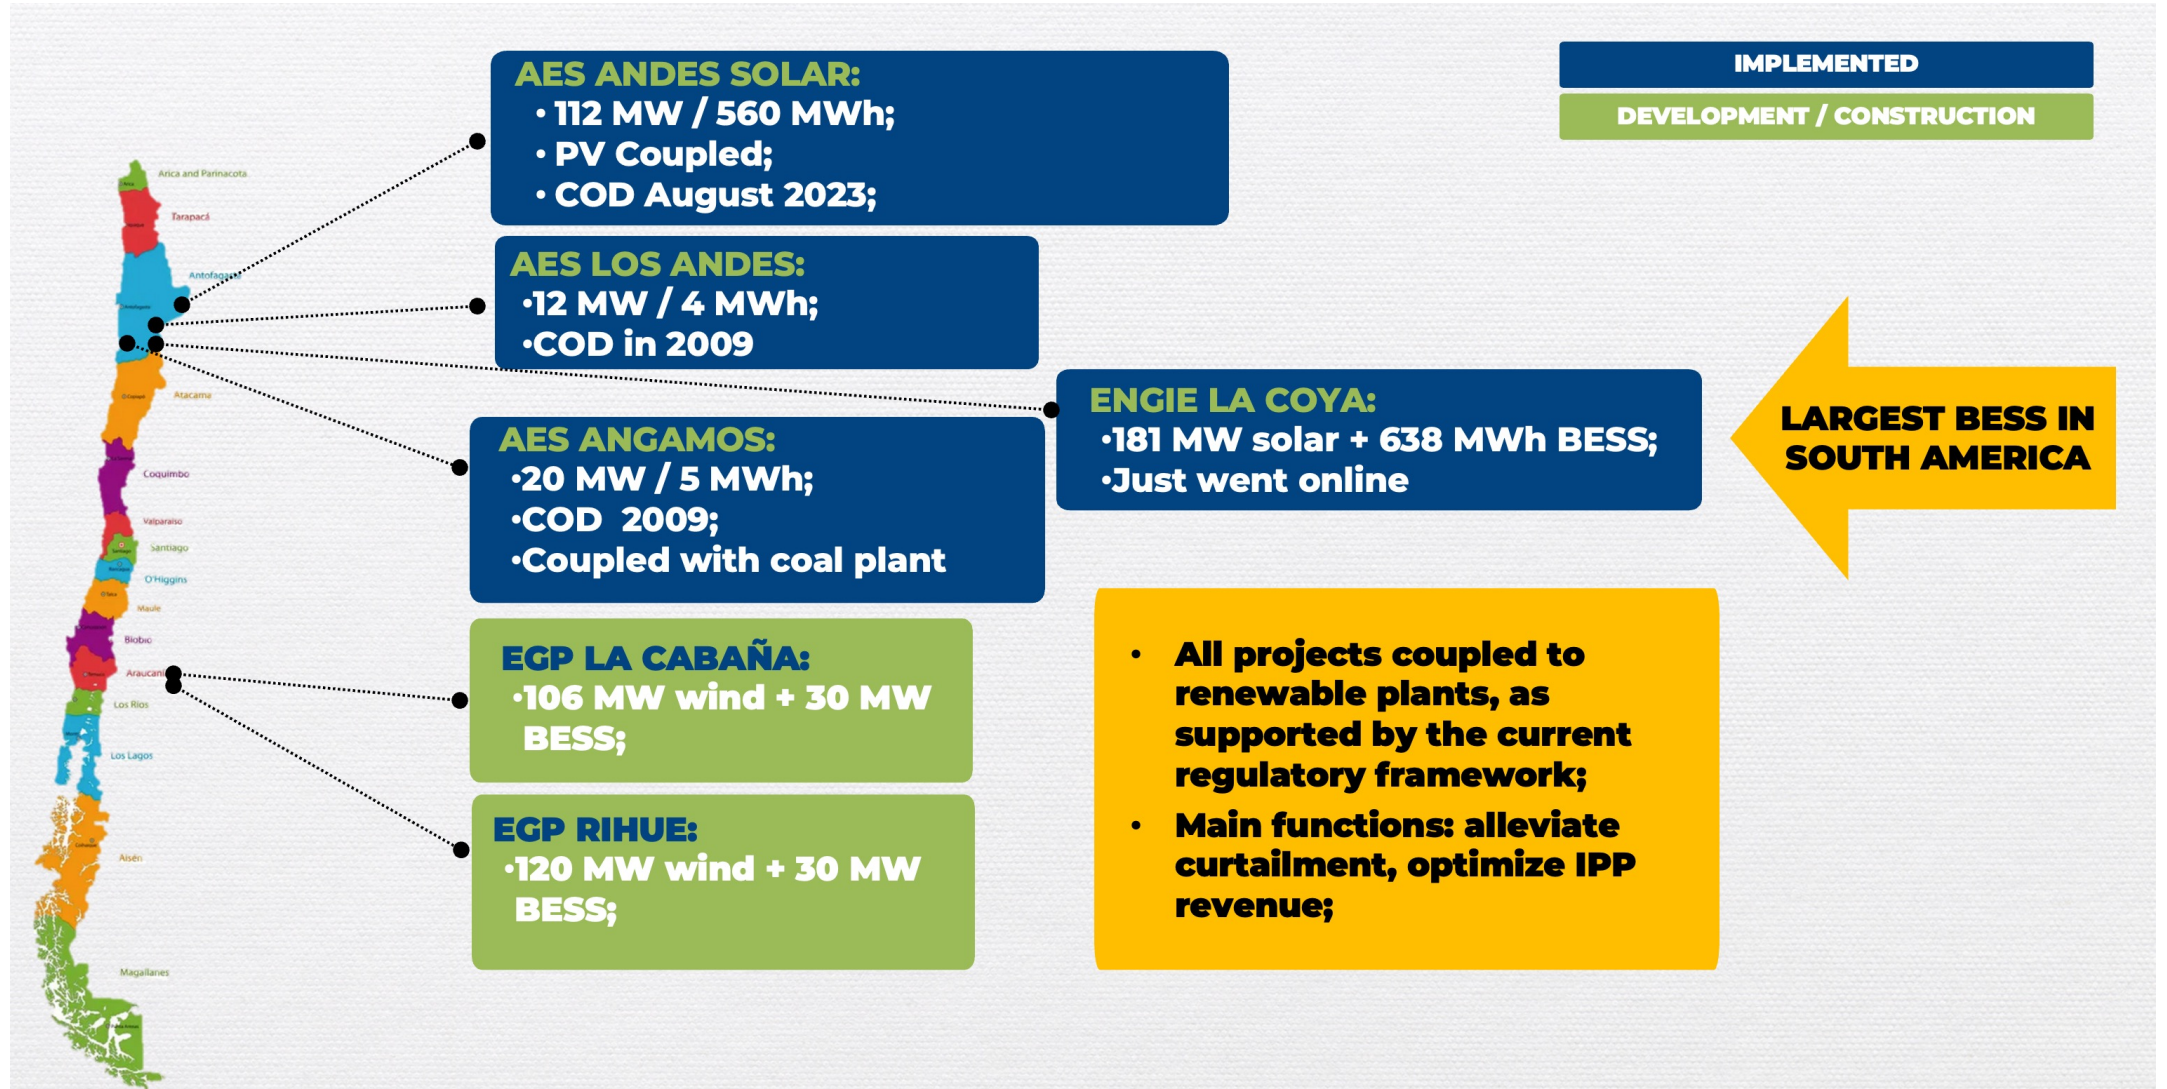 AES ANDES SOLAR:
• 112 MW / 560 MWh;
• PV Coupled;
• COD August 2023;
IMPLEMENTED
DEVELOPMENT / CONSTRUCTION
AES LOS ANDES:
•12 MW / 4 MWh;
•COD in 2009
ENGIE LA COYA:
•181 MW solar + 638 MWh BESS;
•Just went online
LARGEST BESS IN
SOUTH AMERICA
AES ANGAMOS:
•20 MW / 5 MWh;
•COD 2009;
•Coupled with coal plant
EGP LA CABAÑA:
•106 MW wind + 30 MW
BESS;
EGP RIHUE:
•120 MW wind + 30 MW
BESS;
• All projects coupled to
renewable plants, as
supported by the current
regulatory framework;
• Main functions: alleviate
curtailment, optimize IPP
revenue;
Arica and Parinacota
Tarapacá
Atacama
Coquimbo
Valparaíso
Santiago
O'Higgins
Maule
Biobío
Los Ríos
Los Lagos
Aisén
Magallanes